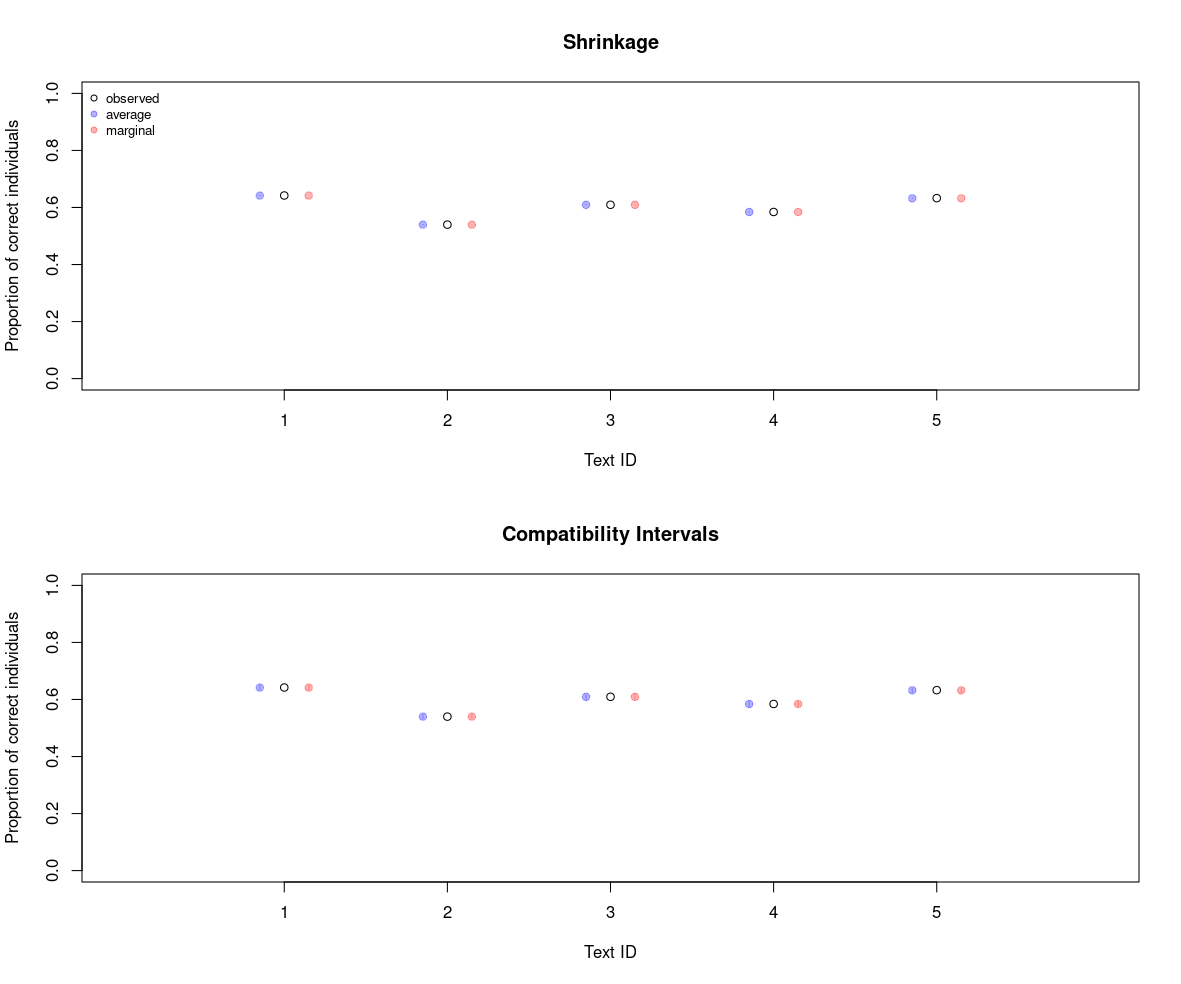 Shrinkage
Proportion of correct individuals
1.0
0.8
0.6
0.4
0.2
0.0
observed
average
marginal
1 2 3 4 5
Text ID
Compatibility Intervals
Proportion of correct individuals
1.0
0.8
0.6
0.4
0.2
0.0
1 2 3 4 5
Text ID